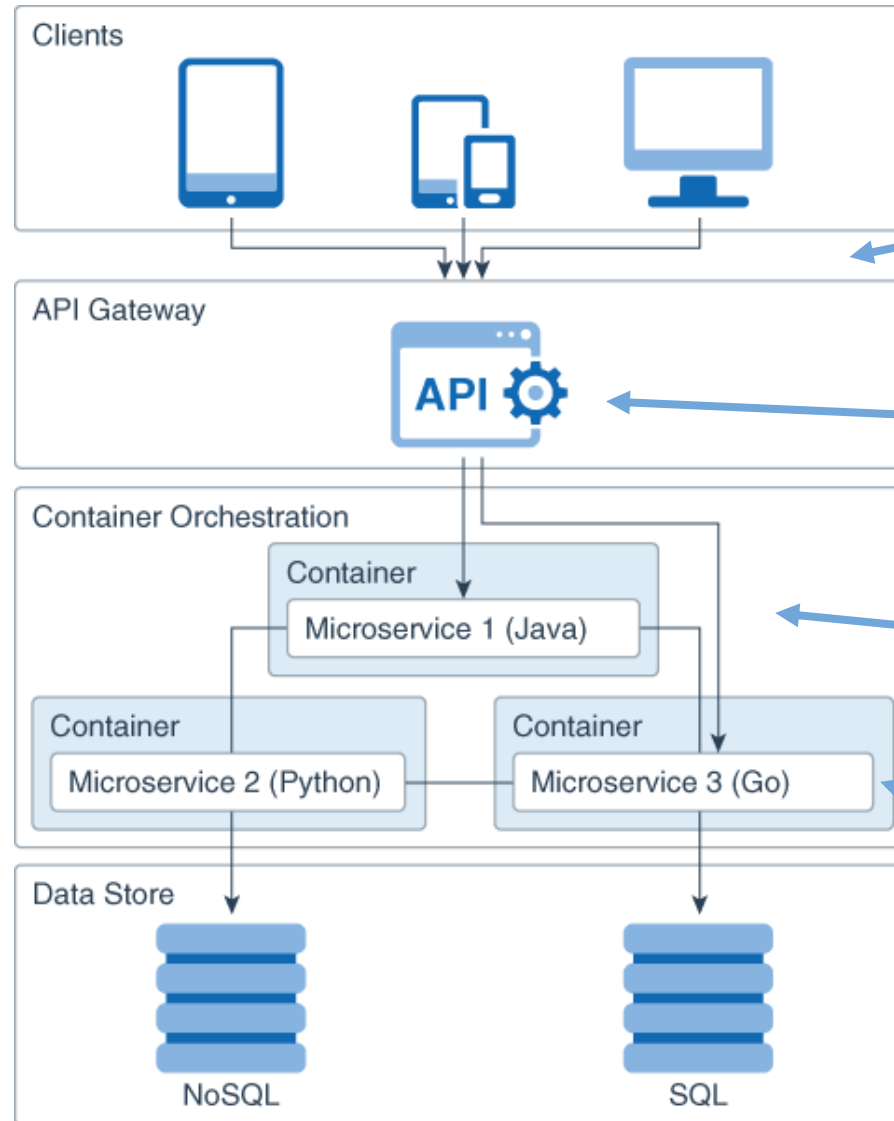 Clients
API Gateway
API
Container Orchestration
Container
Microservice 1 (Java)
Container
Container
Microservice 2 (Python)
Microservice 3 (Go)
Data Store
NoSQL
SQL